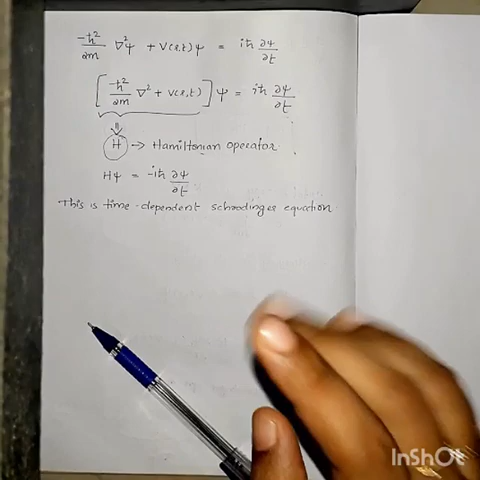 -ħ²/2m ∇²ψ + V(r,t)ψ = iħ ∂ψ/∂t
[-ħ²/2m ∇² + V(r,t)] ψ = iħ ∂ψ/∂t
H → Hamiltonian operator.
Hψ = -iħ ∂ψ/∂t
This is time-dependent schrodinger equation.
InShOt